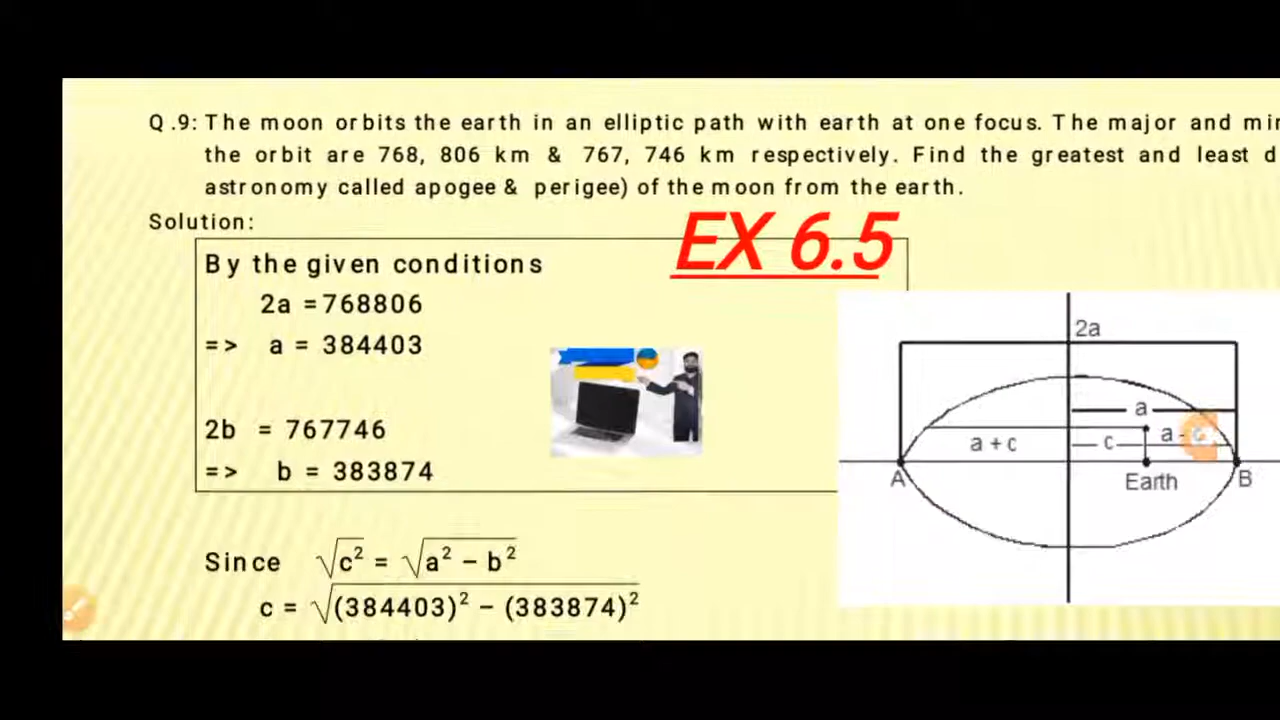 Q.9: The moon orbits the earth in an elliptic path with earth at one focus. The major and min
the orbit are 768, 806 km & 767, 746 km respectively. Find the greatest and least d
astronomy called apogee & perigee) of the moon from the earth.
Solution:
EX 6.5
By the given conditions
2a =768806
=> a = 384403
2b = 767746
=> b = 383874
2a
a
a + c
c
a - c
A
Earth
B
Since √c² = √a² – b²
c = √(384403)² – (383874)²